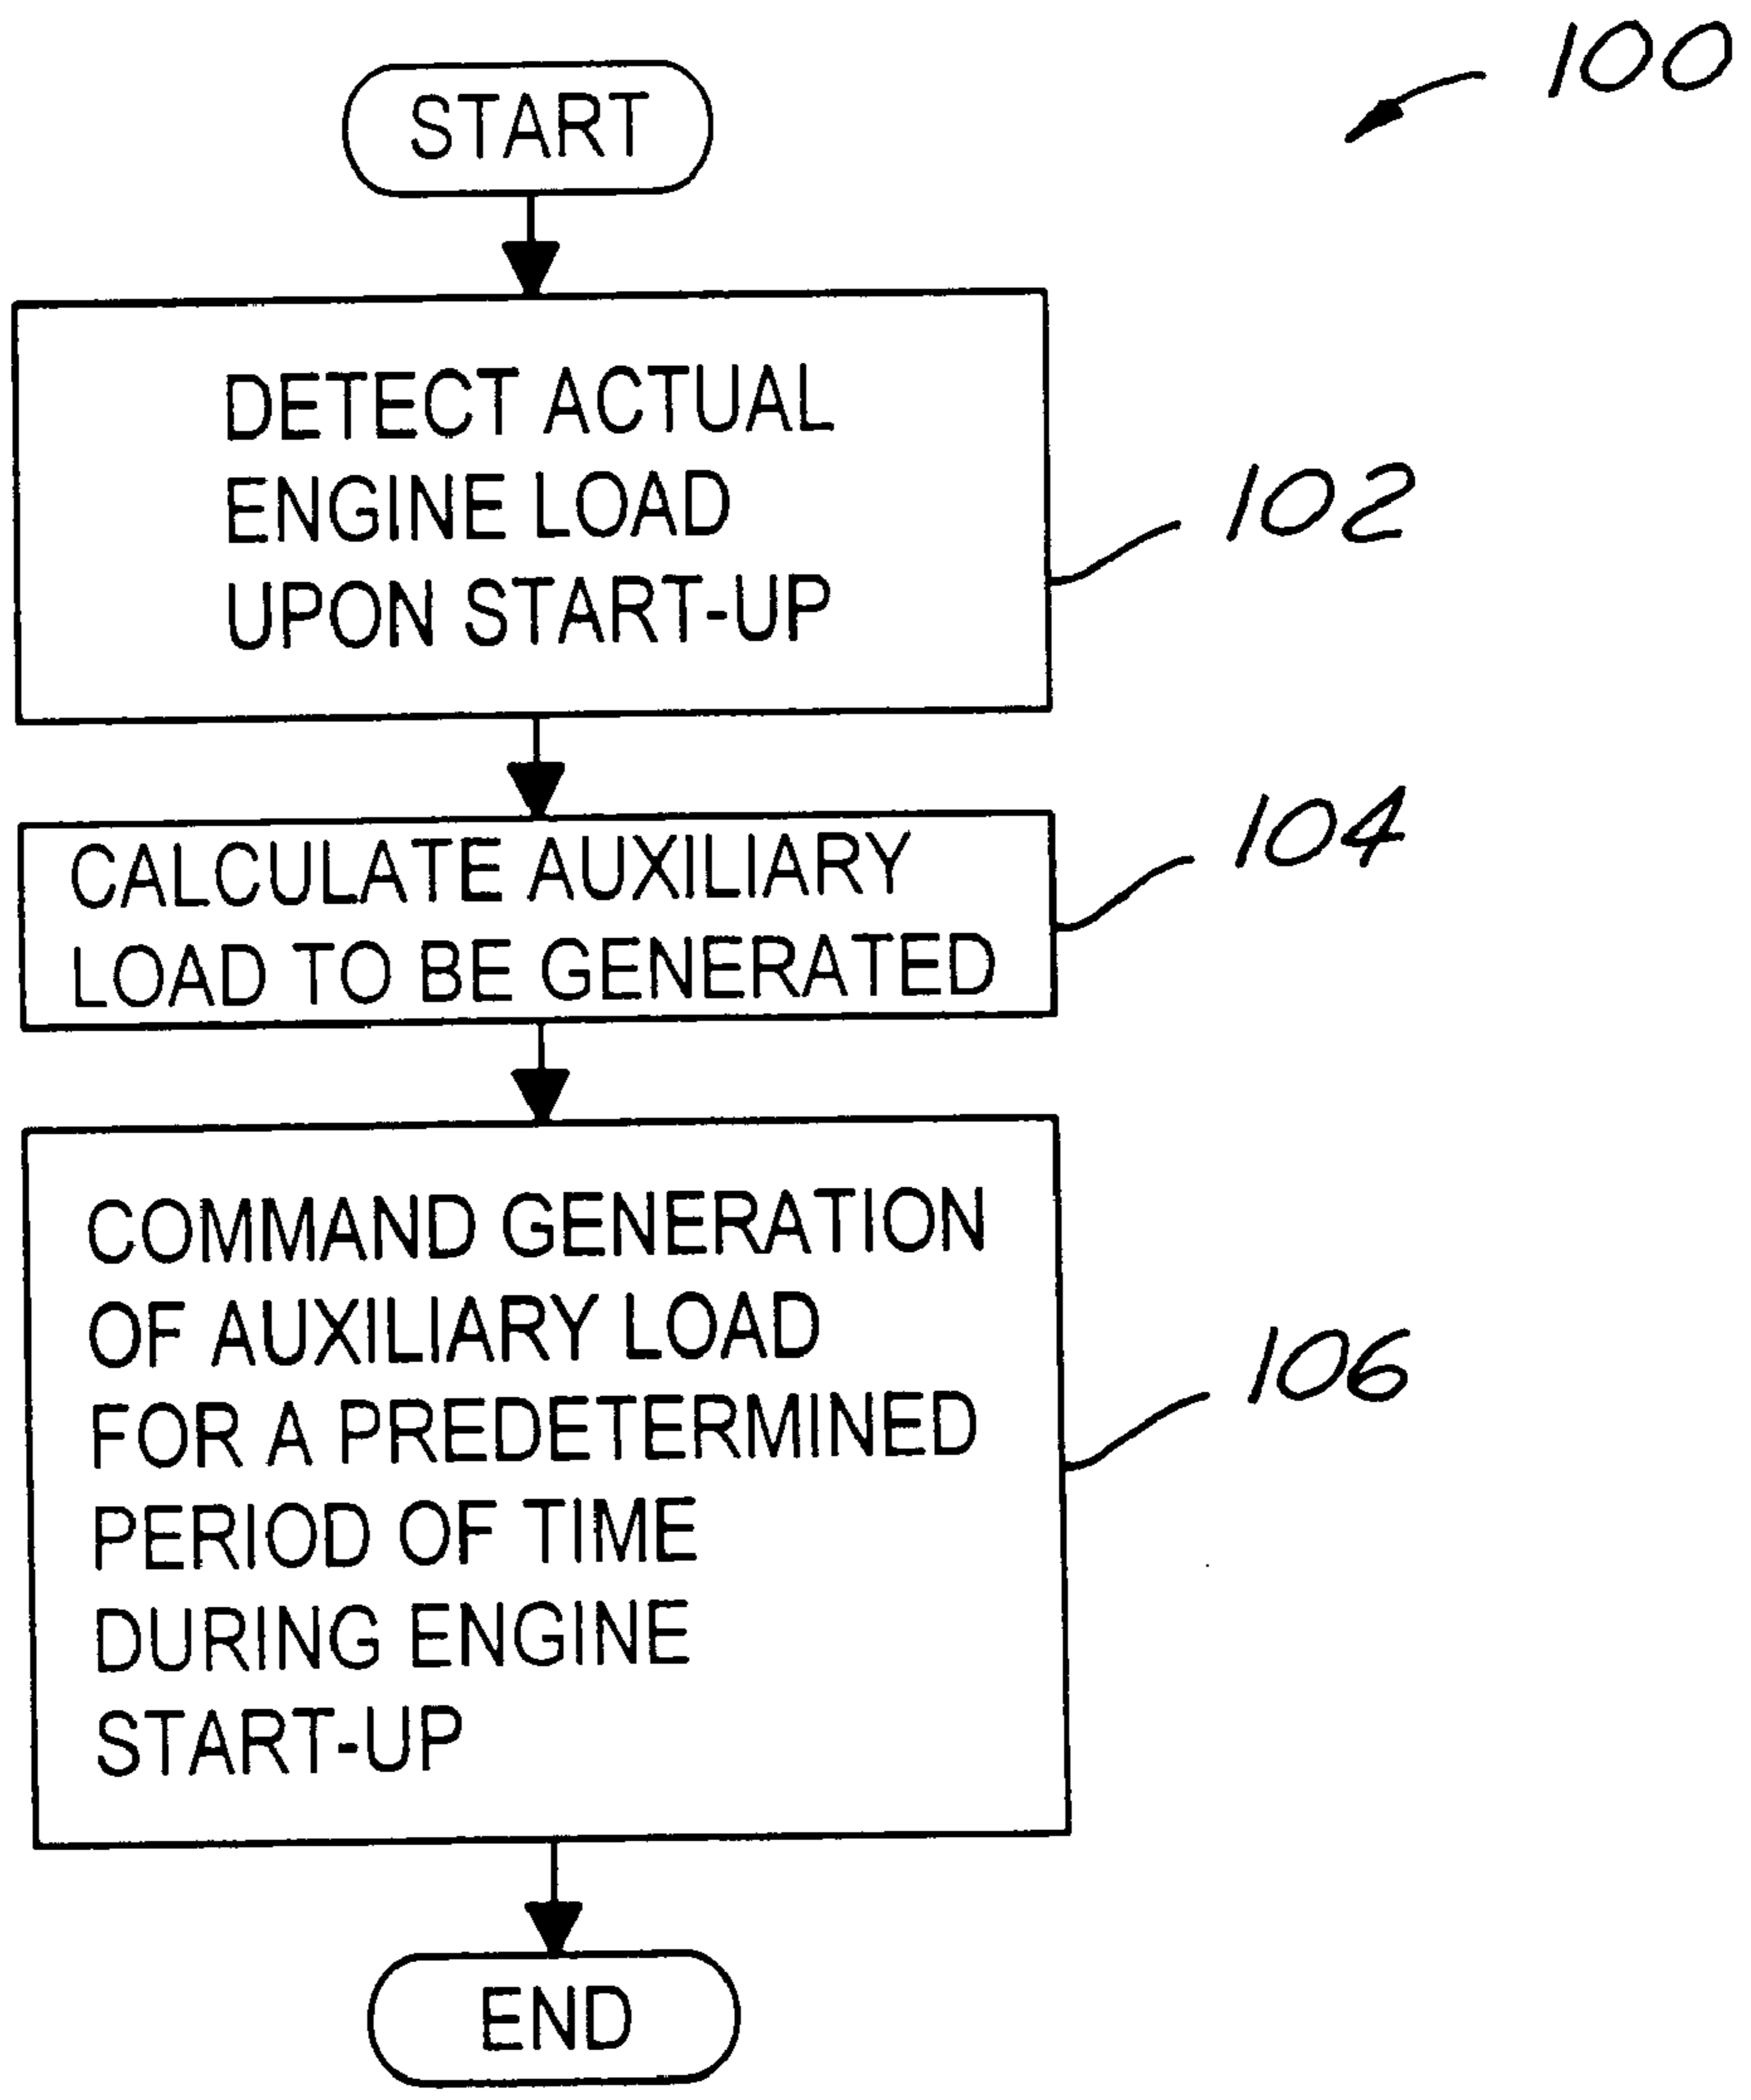 100
START
DETECT ACTUAL
ENGINE LOAD
UPON START-UP
102
CALCULATE AUXILIARY
LOAD TO BE GENERATED
104
COMMAND GENERATION
OF AUXILIARY LOAD
FOR A PREDETERMINED
PERIOD OF TIME
DURING ENGINE
START-UP
106
END